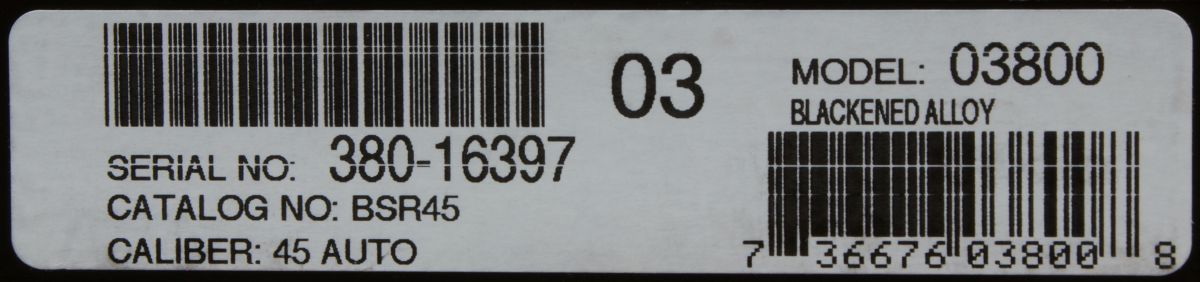 SERIAL NO: 380-16397
CATALOG NO: BSR45
CALIBER: 45 AUTO
03
MODEL: 03800
BLACKENED ALLOY
7 36676 03800 8